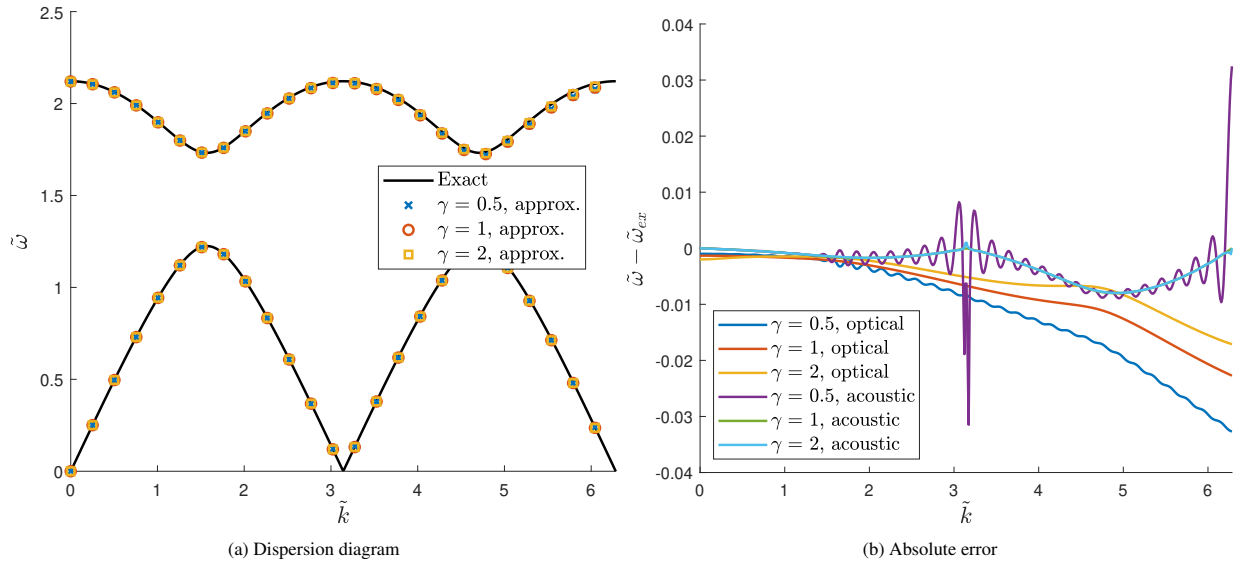 2.5
2
1.5
1
0.5
0
ω̃
0 1 2 3 4 5 6
k̃
Exact
γ = 0.5, approx.
γ = 1, approx.
γ = 2, approx.
(a) Dispersion diagram
0.04
0.03
0.02
0.01
0
-0.01
-0.02
-0.03
-0.04
ω̃ − ω̃ex
0 1 2 3 4 5 6
k̃
γ = 0.5, optical
γ = 1, optical
γ = 2, optical
γ = 0.5, acoustic
γ = 1, acoustic
γ = 2, acoustic
(b) Absolute error